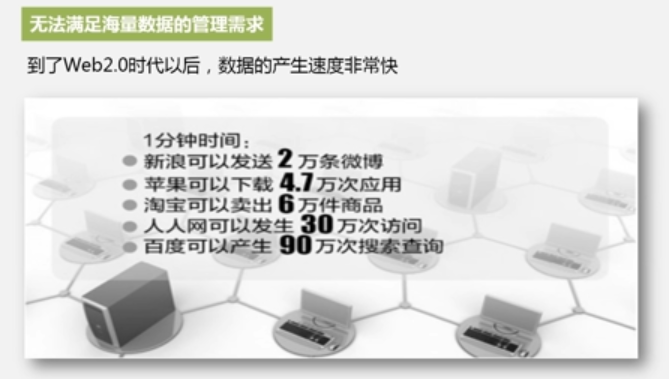 无法满足海量数据的管理需求
到了Web2.0时代以后，数据的产生速度非常快
1分钟时间：
新浪可以发送 2 万条微博
苹果可以下载 4.7 万次应用
淘宝可以卖出 6 万件商品
人人网可以发生 30 万次访问
百度可以产生 90 万次搜索查询